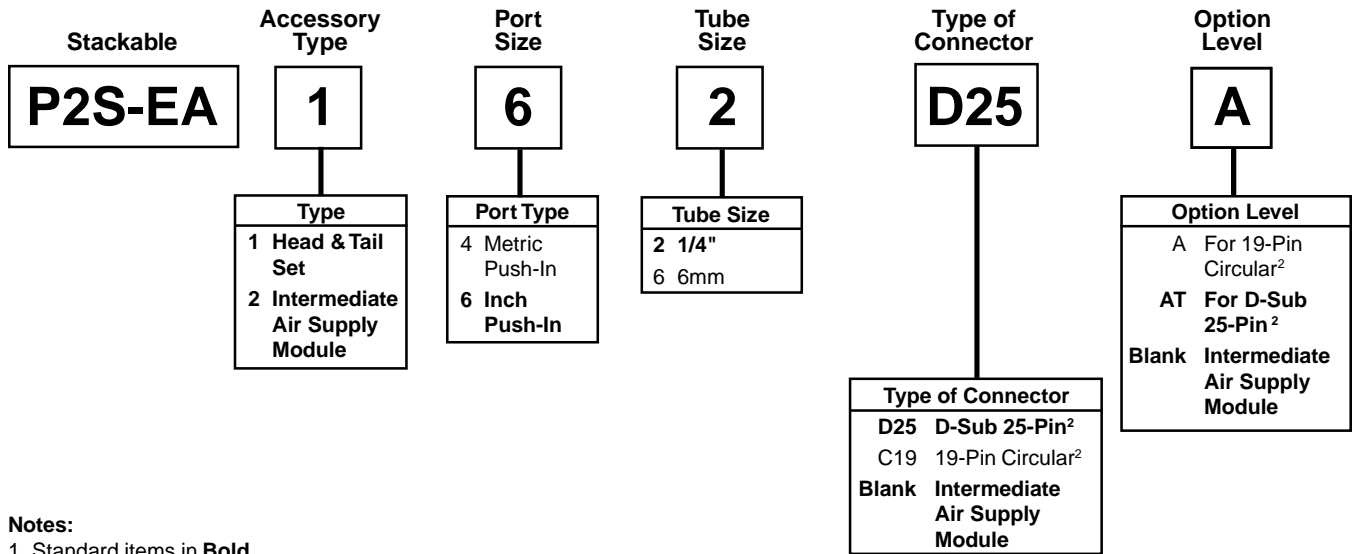 Stackable
Accessory
Type
Port
Size
Tube
Size
Type of
Connector
Option
Level
P2S-EA
1
6
2
D25
A
Type
1 Head & Tail
Set
2 Intermediate
Air Supply
Module
Port Type
4 Metric
Push-In
6 Inch
Push-In
Tube Size
2 1/4"
6 6mm
Type of Connector
D25 D-Sub 25-Pin²
C19 19-Pin Circular²
Blank Intermediate
Air Supply
Module
Option Level
A For 19-Pin
Circular²
AT For D-Sub
25-Pin ²
Blank Intermediate
Air Supply
Module
Notes:
1 Standard items in Bold